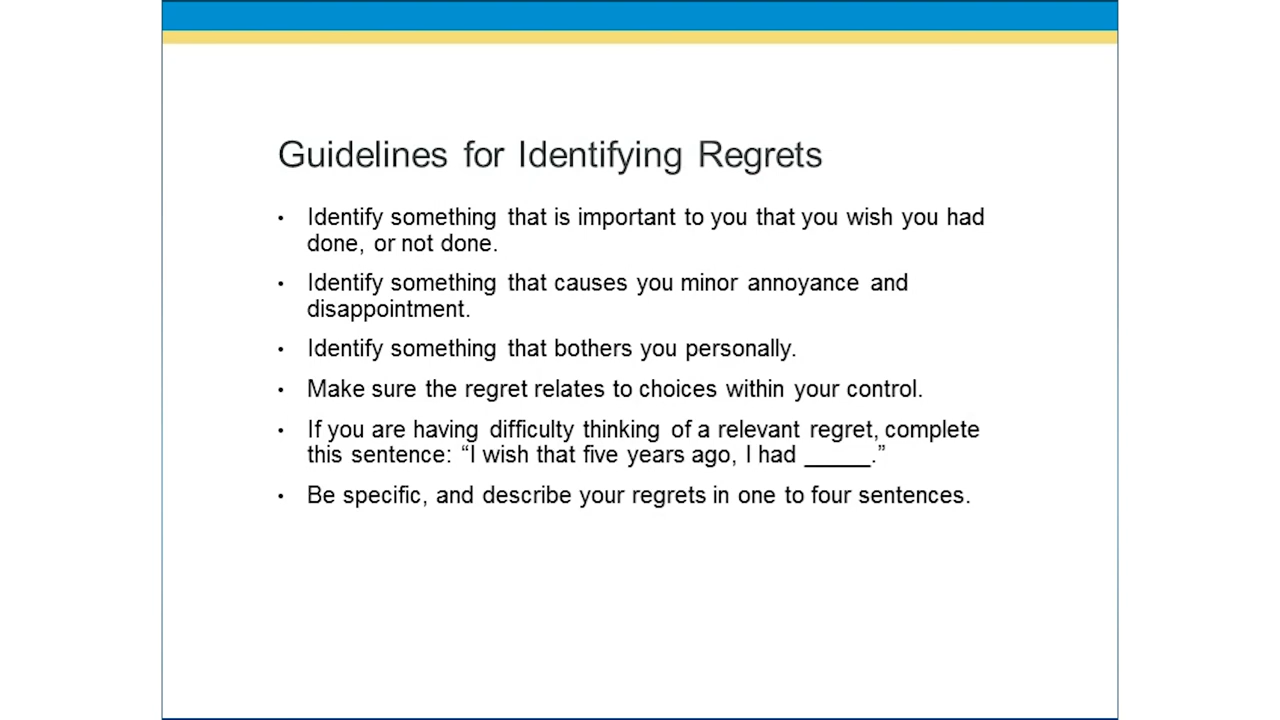 Guidelines for Identifying Regrets
• Identify something that is important to you that you wish you had
done, or not done.
• Identify something that causes you minor annoyance and
disappointment.
• Identify something that bothers you personally.
• Make sure the regret relates to choices within your control.
• If you are having difficulty thinking of a relevant regret, complete
this sentence: “I wish that five years ago, I had _____.”
• Be specific, and describe your regrets in one to four sentences.